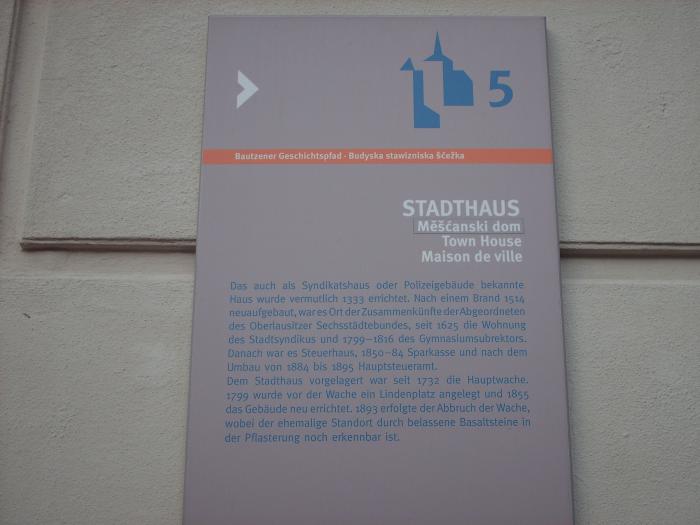 5
Bautzener Geschichtspfad · Budyska stawizniska šćežka
STADTHAUS
Měšćanski dom
Town House
Maison de ville
Das auch als Syndikatshaus oder Polizeigebäude bekannte
Haus wurde vermutlich 1333 errichtet. Nach einem Brand 1514
neuaufgebaut, war es Ort der Zusammenkünfte der Abgeordneten
des Oberlausitzer Sechsstädtebundes, seit 1625 die Wohnung
des Stadtsyndikus und 1799–1816 des Gymnasiumsubrektors.
Danach war es Steuerhaus, 1850–84 Sparkasse und nach dem
Umbau von 1884 bis 1895 Hauptsteueramt.
Dem Stadthaus vorgelagert war seit 1732 die Hauptwache.
1799 wurde vor der Wache ein Lindenplatz angelegt und 1855
das Gebäude neu errichtet. 1893 erfolgte der Abbruch der Wache,
wobei der ehemalige Standort durch belassene Basaltsteine in
der Pflasterung noch erkennbar ist.